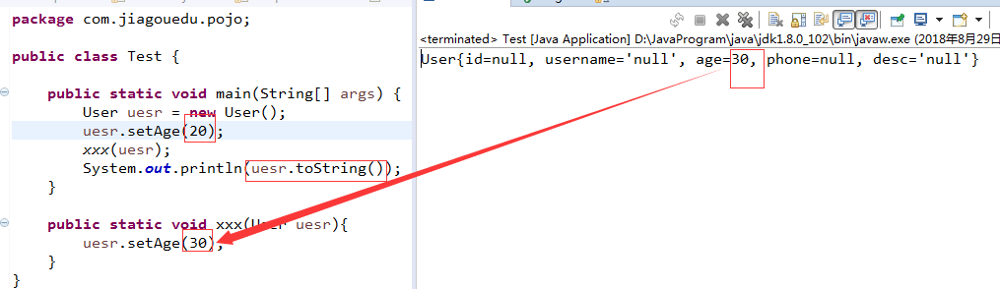 package com.jiagouedu.pojo;
public class Test {
public static void main(String[] args) {
User uesr = new User();
uesr.setAge(20);
xxx(uesr);
System.out.println(uesr.toString());
}
public static void xxx(User uesr){
uesr.setAge(30);
}
}
<terminated> Test [Java Application] D:\JavaProgram\java\jdk1.8.0_102\bin\javaw.exe (2018年8月29日
User{id=null, username='null', age=30, phone=null, desc='null'}